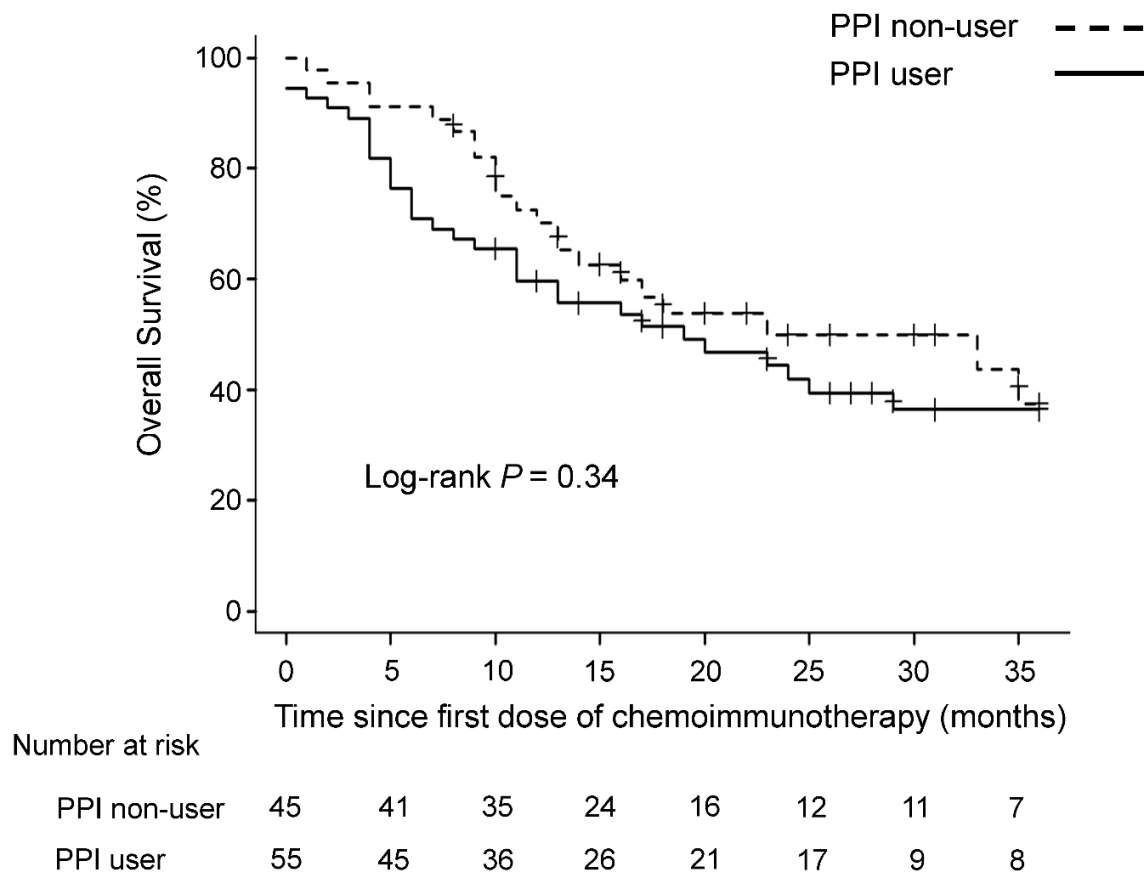 PPI non-user
PPI user
Overall Survival (%)
100
80
60
40
20
0
Log-rank P = 0.34
0 5 10 15 20 25 30 35
Time since first dose of chemoimmunotherapy (months)
Number at risk
PPI non-user 45 41 35 24 16 12 11 7
PPI user 55 45 36 26 21 17 9 8